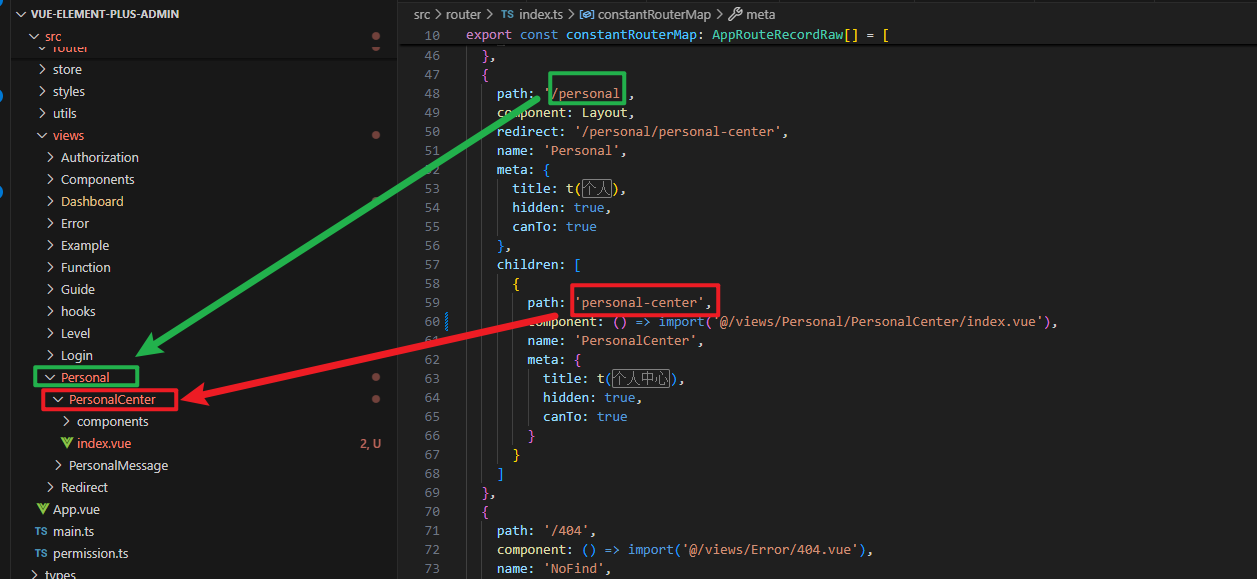 VUE-ELEMENT-PLUS-ADMIN
src
router
store
styles
utils
views
Authorization
Components
Dashboard
Error
Example
Function
Guide
hooks
Level
Login
Personal
PersonalCenter
components
index.vue 2, U
PersonalMessage
Redirect
App.vue
TS main.ts
TS permission.ts
types
src > router > TS index.ts > constantRouterMap > meta
10 export const constantRouterMap: AppRouteRecordRaw[] = [
46 },
47 {
48 path: '/personal',
49 component: Layout,
50 redirect: '/personal/personal-center',
51 name: 'Personal',
52 meta: {
53 title: t(个人),
54 hidden: true,
55 canTo: true
56 },
57 children: [
58 {
59 path: 'personal-center',
60 component: () => import('@/views/Personal/PersonalCenter/index.vue'),
61 name: 'PersonalCenter',
62 meta: {
63 title: t(个人中心),
64 hidden: true,
65 canTo: true
66 }
67 }
68 ]
69 },
70 {
71 path: '/404',
72 component: () => import('@/views/Error/404.vue'),
73 name: 'NoFind',